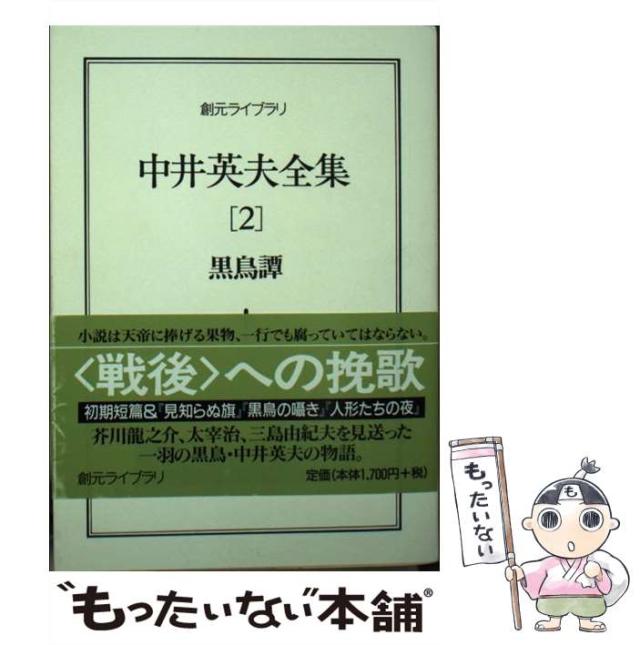 創元ライブラリ
中井英夫全集
[2]
黒鳥譚
小説は天帝に捧げる果物、一行でも腐っていてはならない。
〈戦後〉への挽歌
初期短篇&『見知らぬ旗』『黒鳥の囁き』『人形たちの夜』
芥川龍之介、太宰治、三島由紀夫を見送った
一羽の黒鳥・中井英夫の物語。
創元ライブラリ
定価(本体1,700円+税)
もったいない
も
“もったいない”本舗®